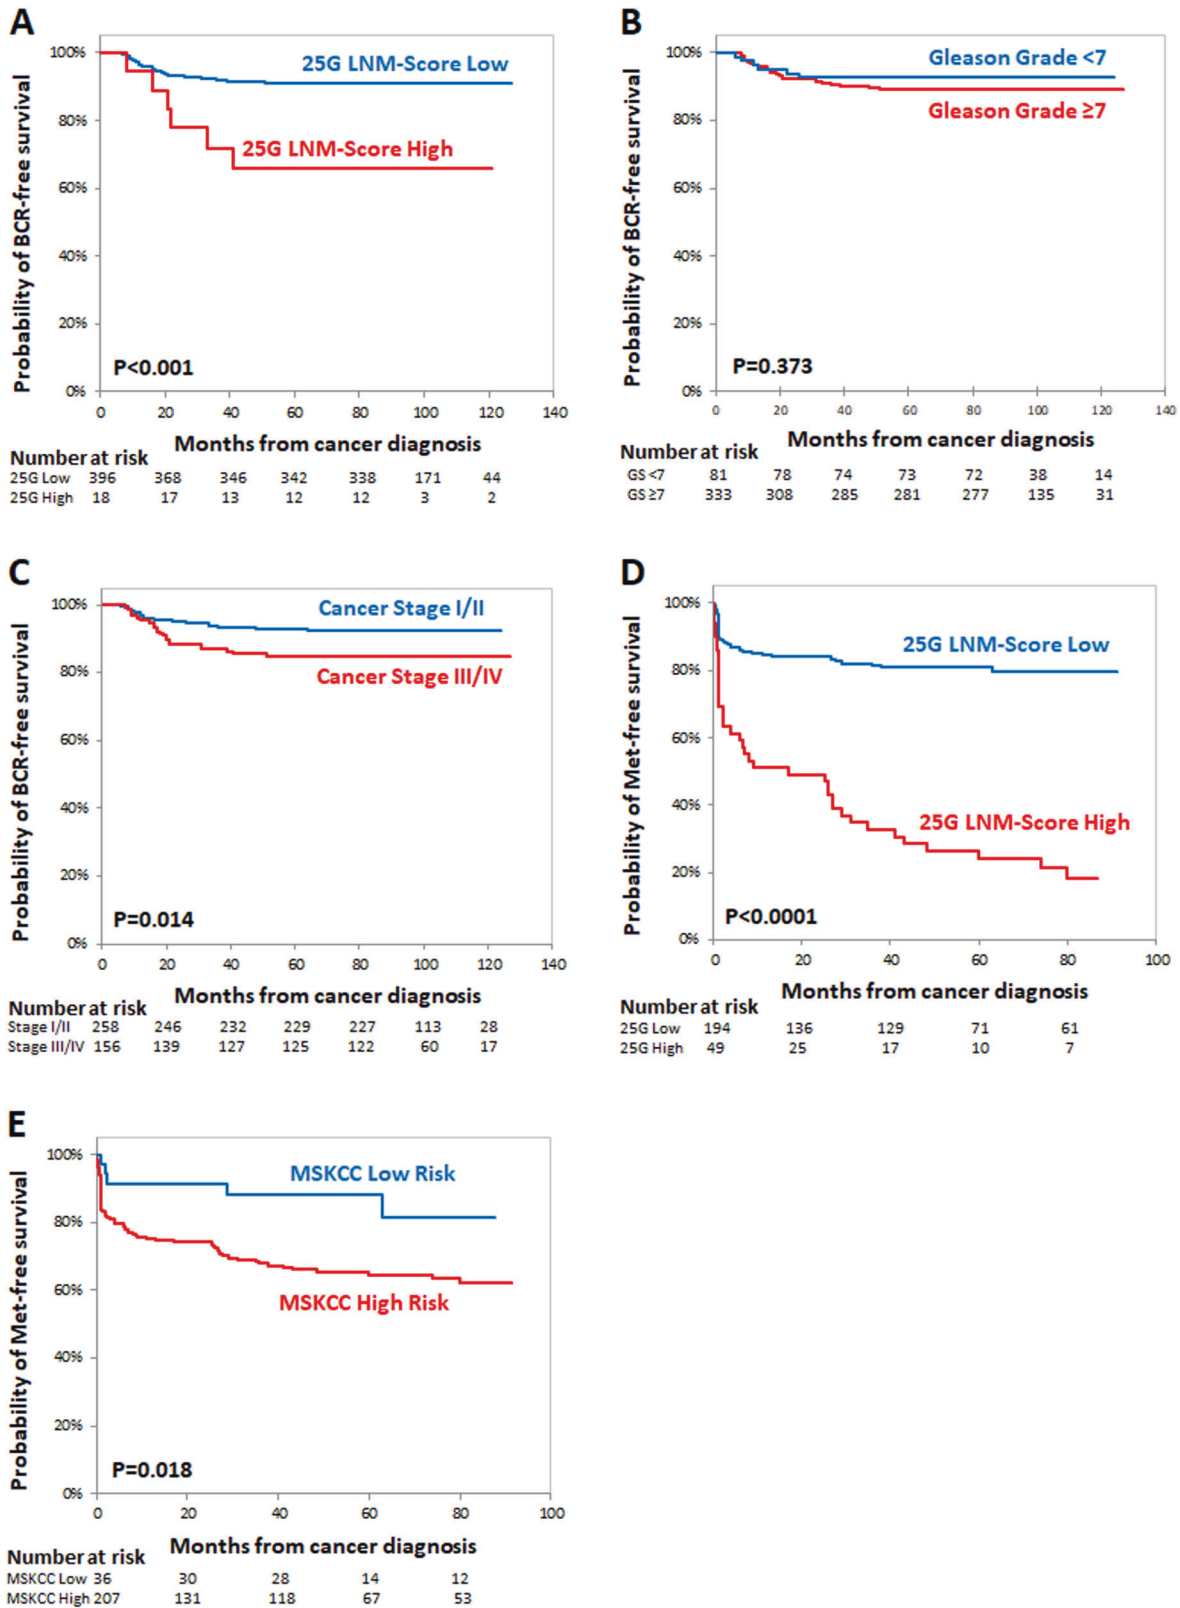 A
Probability of BCR-free survival
100%
80%
60%
40%
20%
0%
25G LNM-Score Low
25G LNM-Score High
P<0.001
0 20 40 60 80 100 120 140
Months from cancer diagnosis
Number at risk
25G Low 396 368 346 342 338 171 44
25G High 18 17 13 12 12 3 2
B
Probability of BCR-free survival
100%
80%
60%
40%
20%
0%
Gleason Grade <7
Gleason Grade ≥7
P=0.373
0 20 40 60 80 100 120 140
Months from cancer diagnosis
Number at risk
GS <7 81 78 74 73 72 38 14
GS ≥7 333 308 285 281 277 135 31
C
Probability of BCR-free survival
100%
80%
60%
40%
20%
0%
Cancer Stage I/II
Cancer Stage III/IV
P=0.014
0 20 40 60 80 100 120 140
Months from cancer diagnosis
Number at risk
Stage I/II 258 246 232 229 227 113 28
Stage III/IV 156 139 127 125 122 60 17
D
Probability of Met-free survival
100%
80%
60%
40%
20%
0%
25G LNM-Score Low
25G LNM-Score High
P<0.0001
0 20 40 60 80 100
Months from cancer diagnosis
Number at risk
25G Low 194 136 129 71 61
25G High 49 25 17 10 7
E
Probability of Met-free survival
100%
80%
60%
40%
20%
0%
MSKCC Low Risk
MSKCC High Risk
P=0.018
0 20 40 60 80 100
Months from cancer diagnosis
Number at risk
MSKCC Low 36 30 28 14 12
MSKCC High 207 131 118 67 53